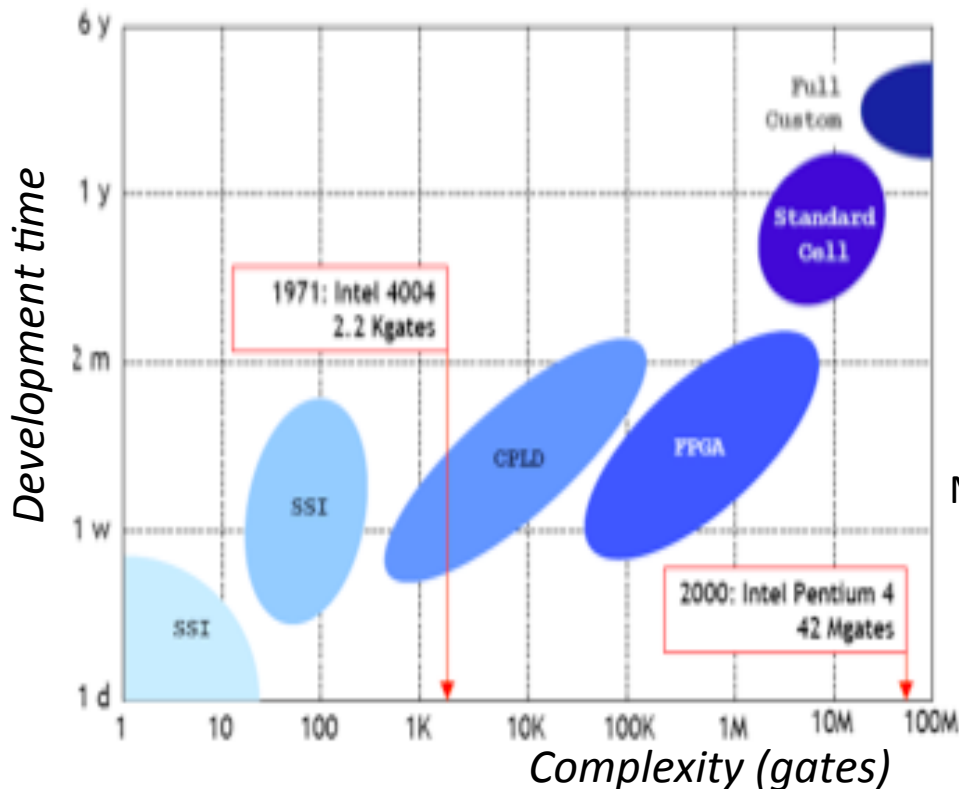 6 y
Full
Custom
1 y
Standard
Cell
1971: Intel 4004
2.2 Kgates
2 m
CPLD
FPGA
SSI
N
1 w
2000: Intel Pentium 4
42 Mgates
SSI
1 d
1
10
100
1K
10K
100K
1M
10M
100M
Development time
Complexity (gates)